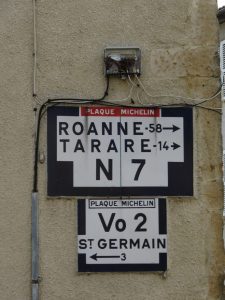 PLAQUE MICHELIN
ROANNE-58→
TARARE-14→
N 7
PLAQUE MICHELIN
Vo 2
ST GERMAIN
←3